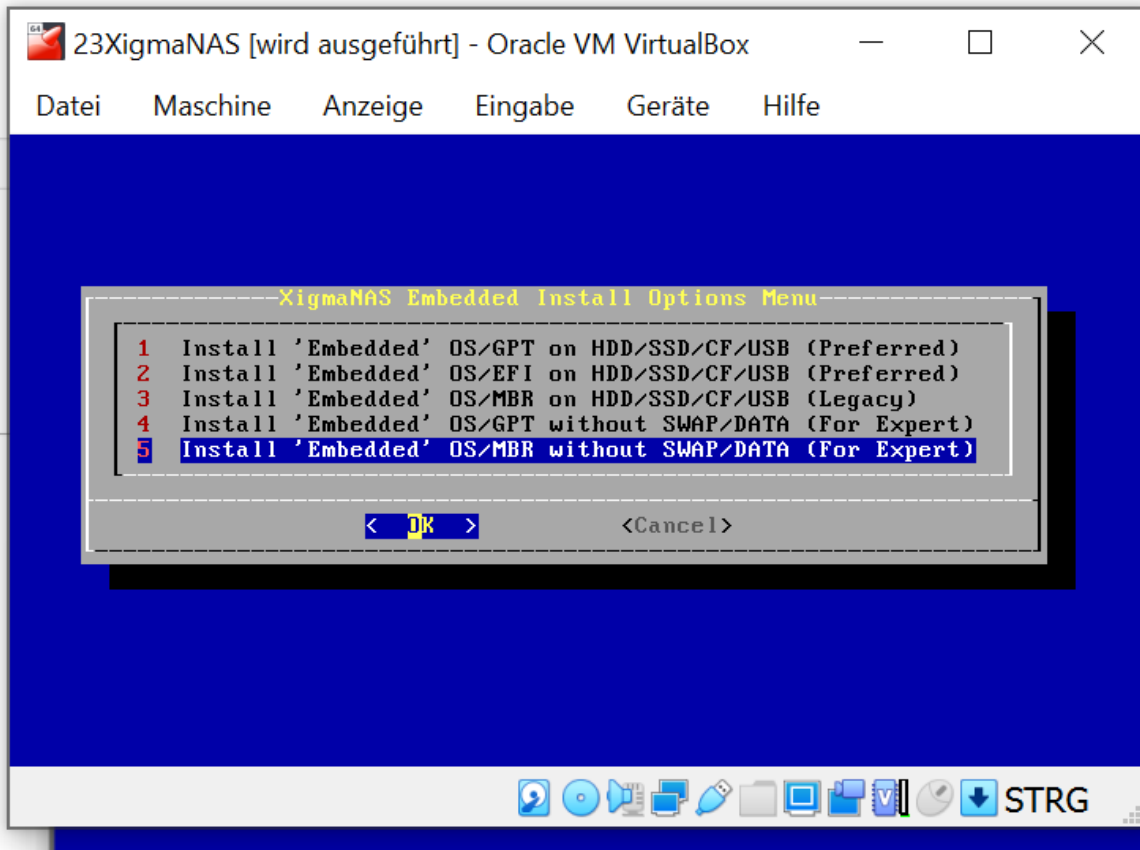 64
23XigmaNAS [wird ausgeführt] - Oracle VM VirtualBox
Datei Maschine Anzeige Eingabe Geräte Hilfe
XigmaNAS Embedded Install Options Menu
1 Install 'Embedded' OS/GPT on HDD/SSD/CF/USB (Preferred)
2 Install 'Embedded' OS/EFI on HDD/SSD/CF/USB (Preferred)
3 Install 'Embedded' OS/MBR on HDD/SSD/CF/USB (Legacy)
4 Install 'Embedded' OS/GPT without SWAP/DATA (For Expert)
5 Install 'Embedded' OS/MBR without SWAP/DATA (For Expert)
< OK > <Cancel>
V STRG